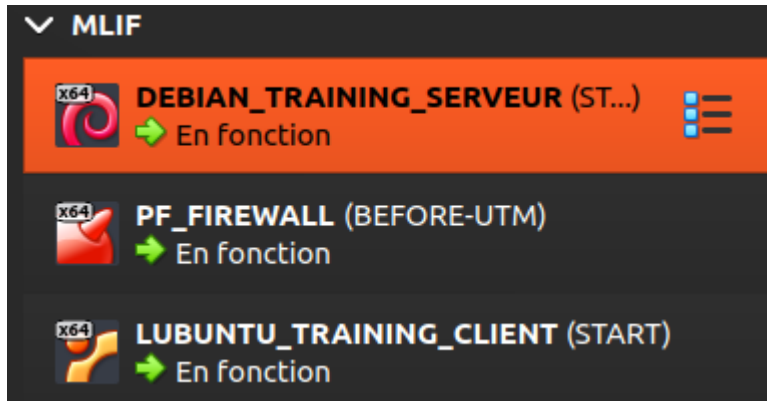 MLIF
x64
DEBIAN_TRAINING_SERVEUR (ST...)
En fonction
x64
PF_FIREWALL (BEFORE-UTM)
En fonction
x64
LUBUNTU_TRAINING_CLIENT (START)
En fonction